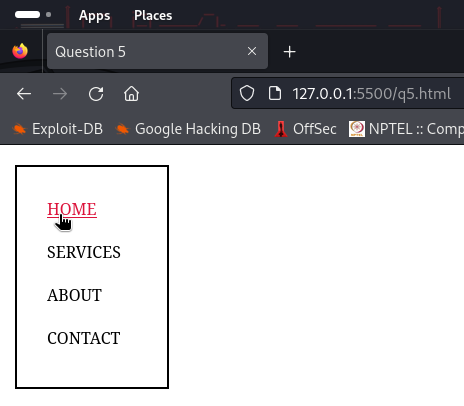 Apps Places
Question 5
127.0.0.1:5500/q5.html
Exploit-DB Google Hacking DB OffSec NPTEL :: Comp
HOME
SERVICES
ABOUT
CONTACT